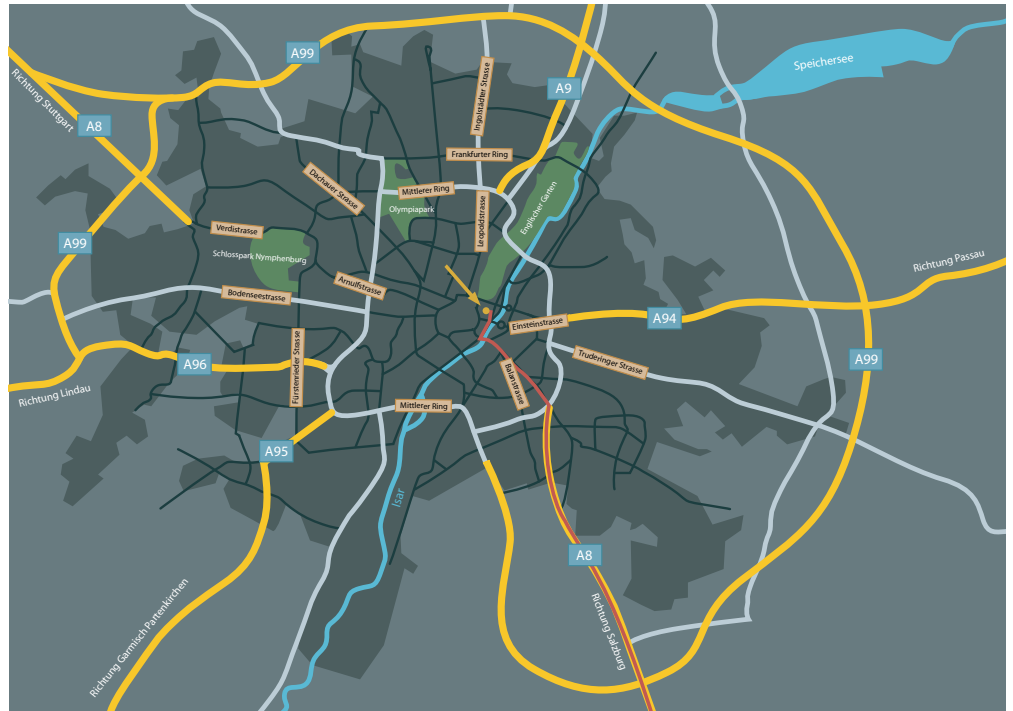 A99
A9
Speichersee
Richtung Stuttgart
A8
Ingolstädter Strasse
Frankfurter Ring
Dachauer Strasse
Mittlerer Ring
Olympiapark
Leopoldstrasse
Englischer Garten
A99
Verdistrasse
Schlosspark Nymphenburg
Richtung Passau
Bodenseestrasse
Arnulfstrasse
Einsteinstrasse
A94
A99
Fürstenrieder Strasse
A96
Truderinger Strasse
Balanstrasse
Richtung Lindau
Mittlerer Ring
A95
Isar
A8
Richtung Garmisch Partenkirchen
Richtung Salzburg